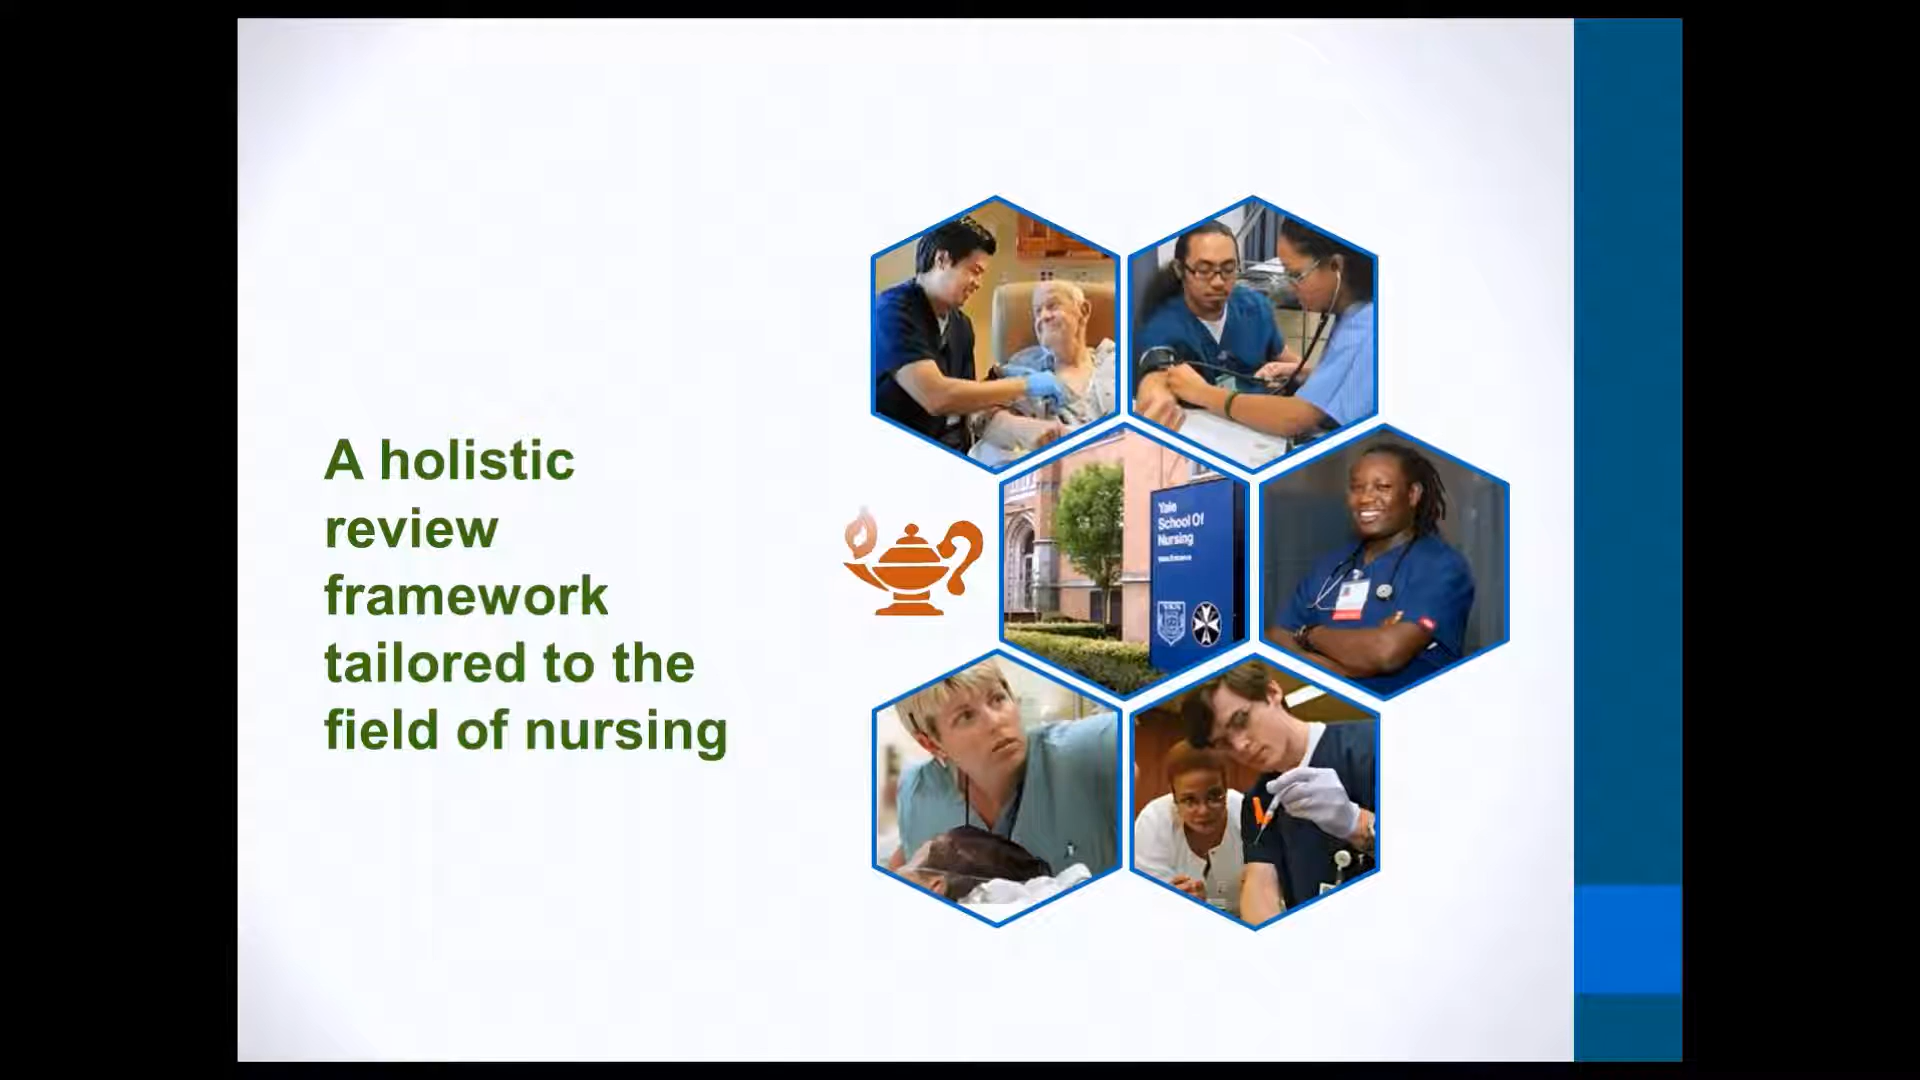 A holistic
review
framework
tailored to the
field of nursing
Yale
School Of
Nursing